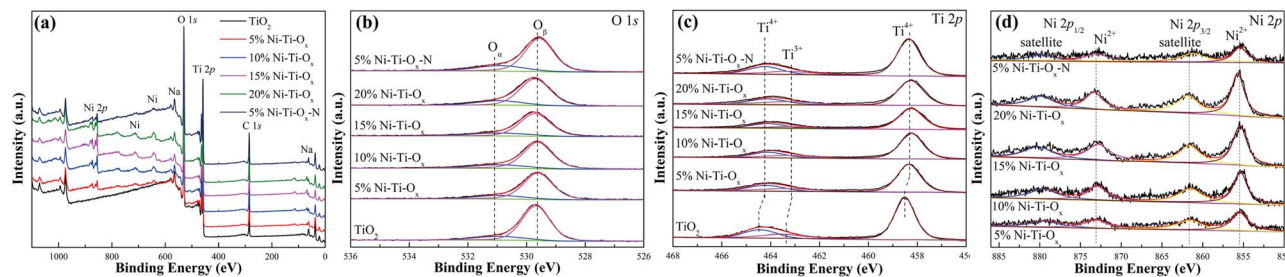 (a)
O 1s
TiO₂
5% Ni-Ti-Oₓ
10% Ni-Ti-Oₓ
15% Ni-Ti-Oₓ
20% Ni-Ti-Oₓ
5% Ni-Ti-Oₓ-N
Ti 2p
Ni 2p
Ni
Ni
Na
C 1s
Na
Intensity (a.u.)
1000 800 600 400 200 0
Binding Energy (eV)
(b)
O 1s
Oα
Oβ
5% Ni-Ti-Oₓ-N
20% Ni-Ti-Oₓ
15% Ni-Ti-Oₓ
10% Ni-Ti-Oₓ
5% Ni-Ti-Oₓ
TiO₂
Intensity (a.u.)
536 534 532 530 528 526
Binding Energy (eV)
(c)
Ti 2p
Ti⁴⁺
Ti³⁺
Ti⁴⁺
5% Ni-Ti-Oₓ-N
20% Ni-Ti-Oₓ
15% Ni-Ti-Oₓ
10% Ni-Ti-Oₓ
5% Ni-Ti-Oₓ
TiO₂
Intensity (a.u.)
468 466 464 462 460 458 456 454
Binding Energy (eV)
(d)
Ni 2p₁/₂
Ni 2p₃/₂
Ni 2p
satellite
Ni²⁺
satellite
Ni²⁺
5% Ni-Ti-Oₓ-N
20% Ni-Ti-Oₓ
15% Ni-Ti-Oₓ
10% Ni-Ti-Oₓ
5% Ni-Ti-Oₓ
Intensity (a.u.)
885 880 875 870 865 860 855
Binding Energy (eV)